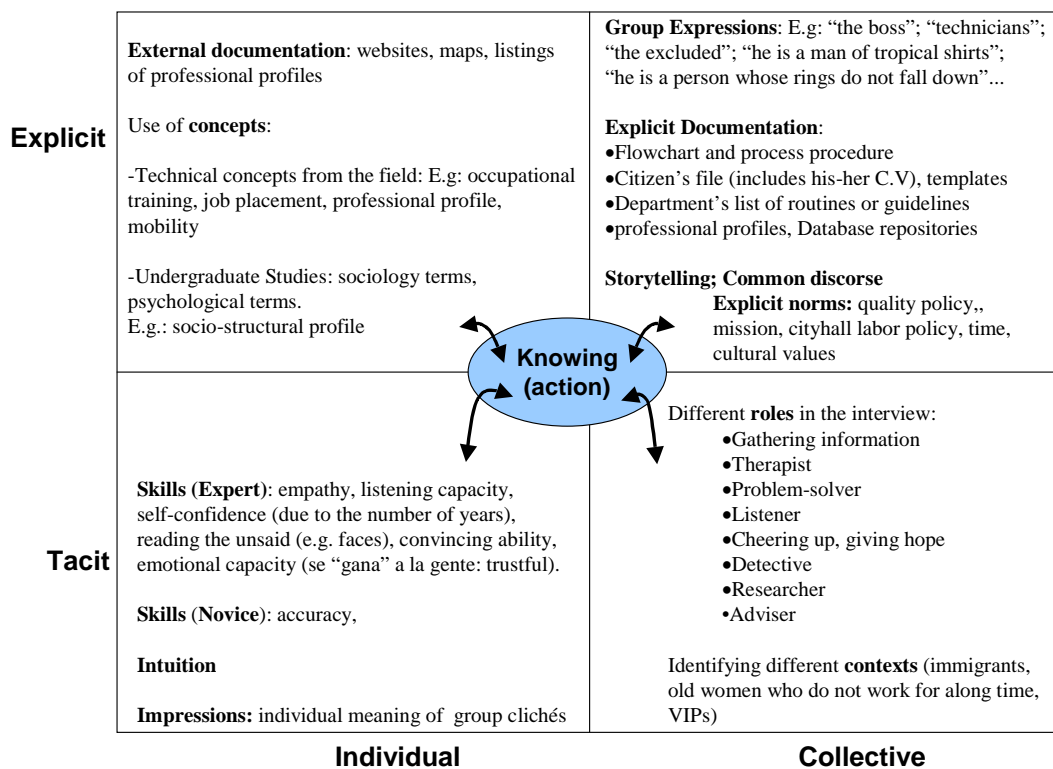 External documentation: websites, maps, listings
of professional profiles
Use of concepts:
-Technical concepts from the field: E.g: occupational
training, job placement, professional profile,
mobility
-Undergraduate Studies: sociology terms,
psychological terms.
E.g.: socio-structural profile
Group Expressions: E.g: “the boss”; “technicians”;
“the excluded”; “he is a man of tropical shirts”;
“he is a person whose rings do not fall down”...
Explicit Documentation:
•Flowchart and process procedure
•Citizen’s file (includes his-her C.V), templates
•Department’s list of routines or guidelines
•professional profiles, Database repositories
Storytelling; Common discorse
Explicit norms: quality policy,,
mission, cityhall labor policy, time,
cultural values
Explicit
Knowing
(action)
Skills (Expert): empathy, listening capacity,
self-confidence (due to the number of years),
reading the unsaid (e.g. faces), convincing ability,
emotional capacity (se “gana” a la gente: trustful).
Skills (Novice): accuracy,
Intuition
Impressions: individual meaning of group clichés
Different roles in the interview:
•Gathering information
•Therapist
•Problem-solver
•Listener
•Cheering up, giving hope
•Detective
•Researcher
•Adviser
Identifying different contexts (immigrants,
old women who do not work for along time,
VIPs)
Tacit
Individual
Collective